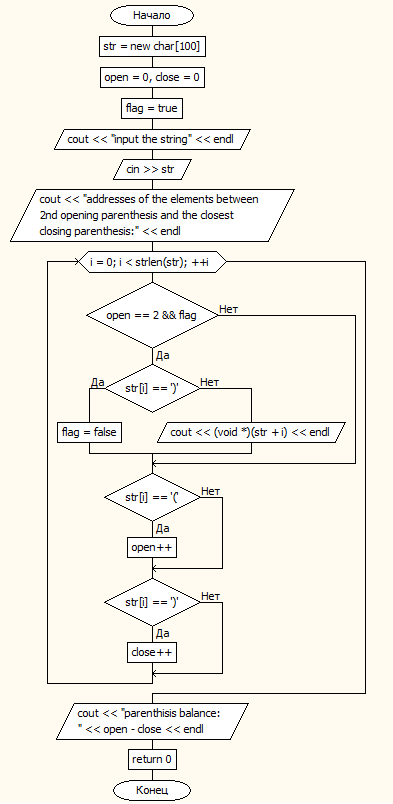 Начало
str = new char[100]
open = 0, close = 0
flag = true
cout << "input the string" << endl
cin >> str
cout << "addresses of the elements between
2nd opening parenthesis and the closest
closing parenthesis:" << endl
i = 0; i < strlen(str); ++i
open == 2 && flag
Нет
Да
str[i] == ')'
Да
Нет
flag = false
cout << (void *)(str + i) << endl
str[i] == '('
Нет
Да
open++
str[i] == ')'
Нет
Да
close++
cout << "parenthisis balance:
" << open - close << endl
return 0
Конец